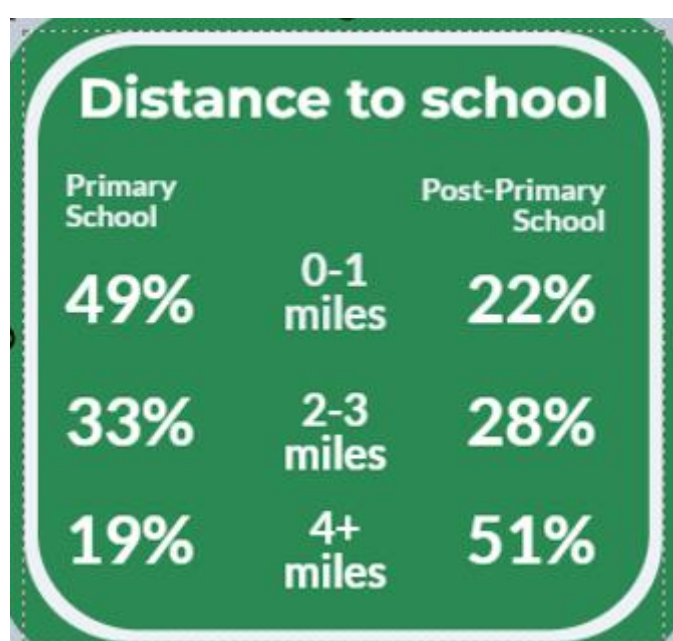 Distance to school
Primary
School
Post-Primary
School
49%
0-1
miles
22%
33%
2-3
miles
28%
19%
4+
miles
51%